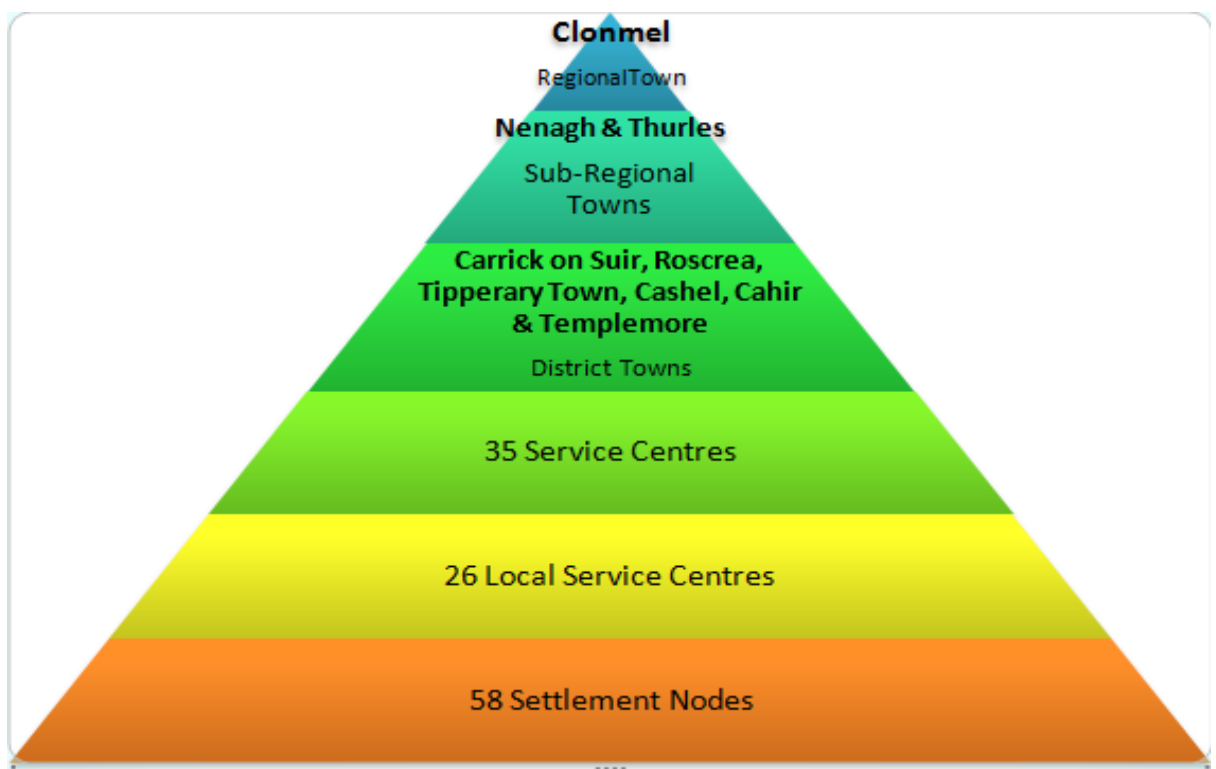 Clonmel
RegionalTown
Nenagh & Thurles
Sub-Regional
Towns
Carrick on Suir, Roscrea,
Tipperary Town, Cashel, Cahir
& Templemore
District Towns
35 Service Centres
26 Local Service Centres
58 Settlement Nodes